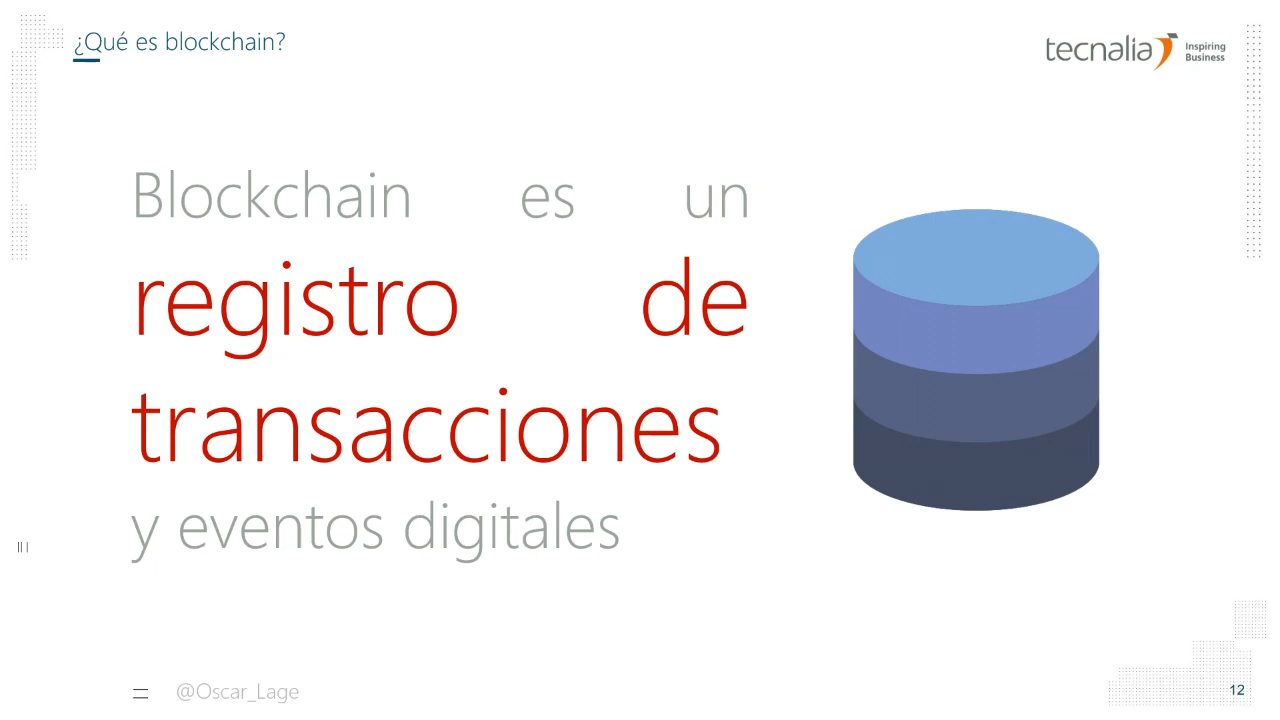 ¿Qué es blockchain?
tecnalia Inspiring
Business
Blockchain es un
registro de
transacciones
y eventos digitales
@Oscar_Lage
12